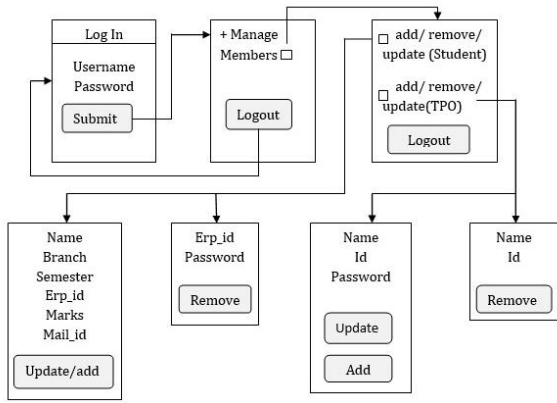 Log In
Username
Password
Submit
+ Manage
Members
Logout
add/ remove/
update (Student)
add/ remove/
update(TPO)
Logout
Name
Branch
Semester
Erp_id
Marks
Mail_id
Update/add
Erp_id
Password
Remove
Name
Id
Password
Update
Add
Name
Id
Remove